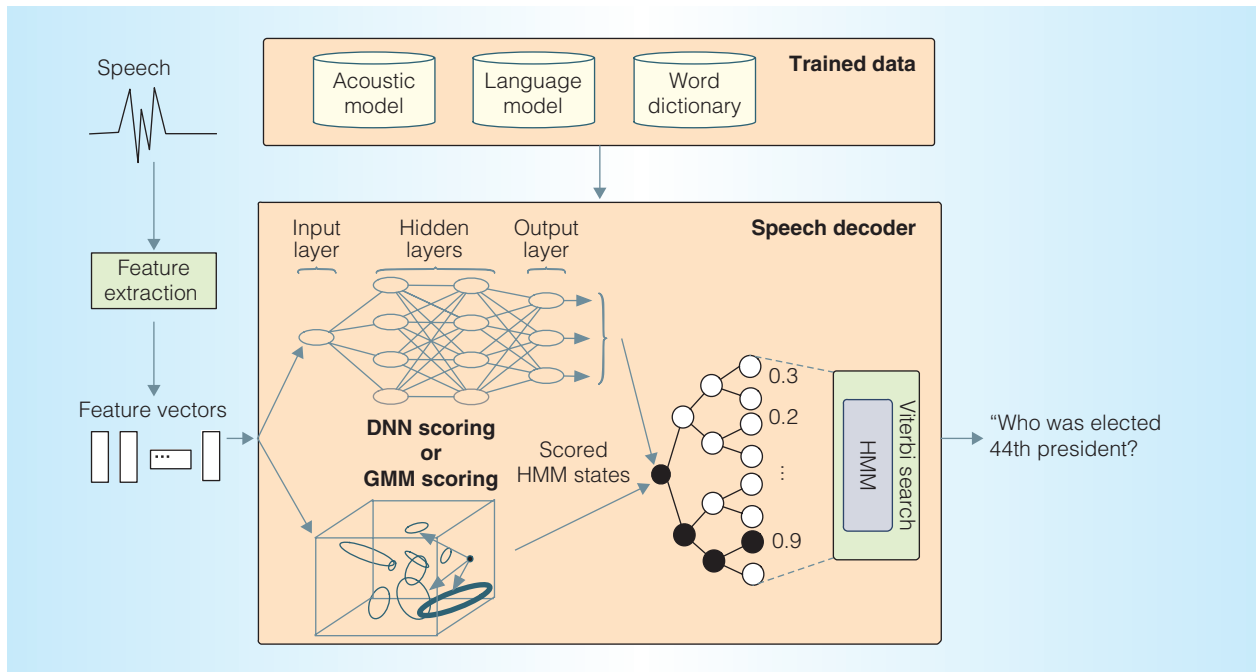 Speech
Trained data
Acoustic
model
Language
model
Word
dictionary
Feature
extraction
Feature vectors
...
Speech decoder
Input
layer
Hidden
layers
Output
layer
DNN scoring
or
GMM scoring
Scored
HMM states
0.3
0.2
...
0.9
HMM
Viterbi search
“Who was elected
44th president?